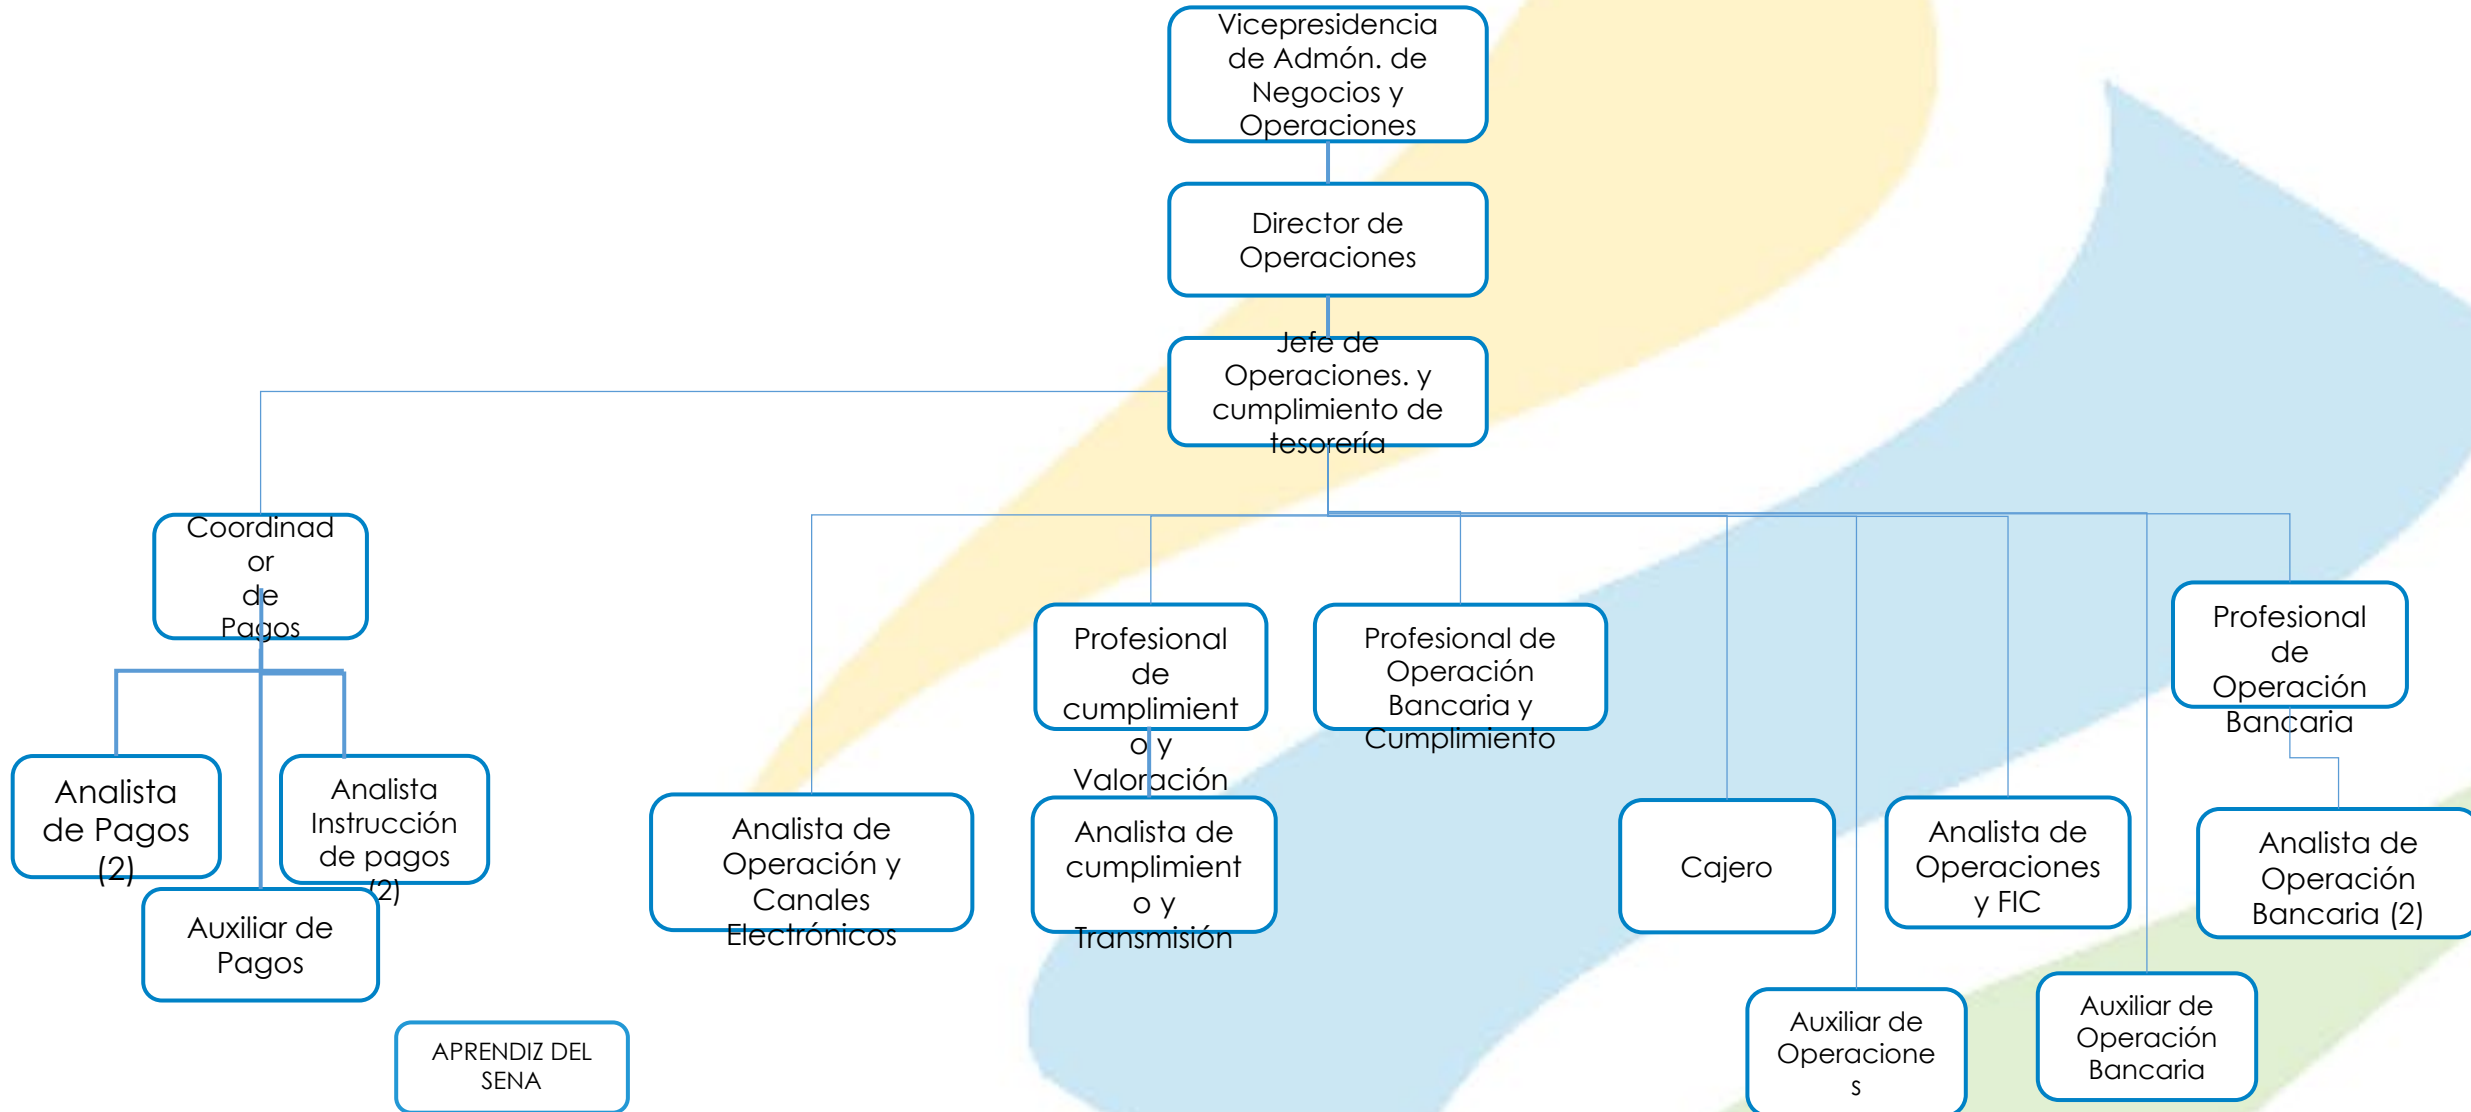 Vicepresidencia
de Admón. de
Negocios y
Operaciones
Director de
Operaciones
Jefe de
Operaciones. y
cumplimiento de
tesorería
Coordinad
or
de
Pagos
Profesional
de
cumplimient
o y
Valoración
Profesional de
Operación
Bancaria y
Cumplimiento
Profesional
de
Operación
Bancaria
Analista
de Pagos
(2)
Analista
Instrucción
de pagos
(2)
Auxiliar de
Pagos
Analista de
Operación y
Canales
Electrónicos
Analista de
cumplimient
o y
Transmisión
Cajero
Analista de
Operaciones
y FIC
Analista de
Operación
Bancaria (2)
Auxiliar de
Operacione
s
Auxiliar de
Operación
Bancaria
APRENDIZ DEL
SENA